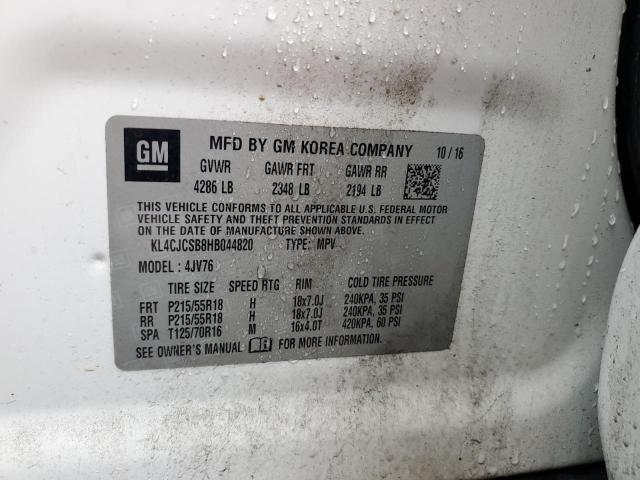 GM MFD BY GM KOREA COMPANY 10 / 16
GVWR GAWR FRT GAWR RR
4286 LB 2348 LB 2194 LB
THIS VEHICLE CONFORMS TO ALL APPLICABLE U.S. FEDERAL MOTOR
VEHICLE SAFETY AND THEFT PREVENTION STANDARDS IN EFFECT
ON THE DATE OF MANUFACTURE SHOWN ABOVE.
KL4CJCSB8HB044820 TYPE: MPV
MODEL : 4JV76
TIRE SIZE SPEED RTG RIM COLD TIRE PRESSURE
FRT P215/55R18 H 18x7.0J 240KPA, 35 PSI
RR P215/55R18 H 18x7.0J 240KPA, 35 PSI
SPA T125/70R16 M 16x4.0T 420KPA, 60 PSI
SEE OWNER'S MANUAL FOR MORE INFORMATION